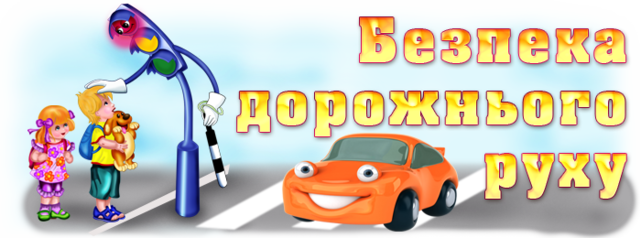 Безпека
дорожнього
руху